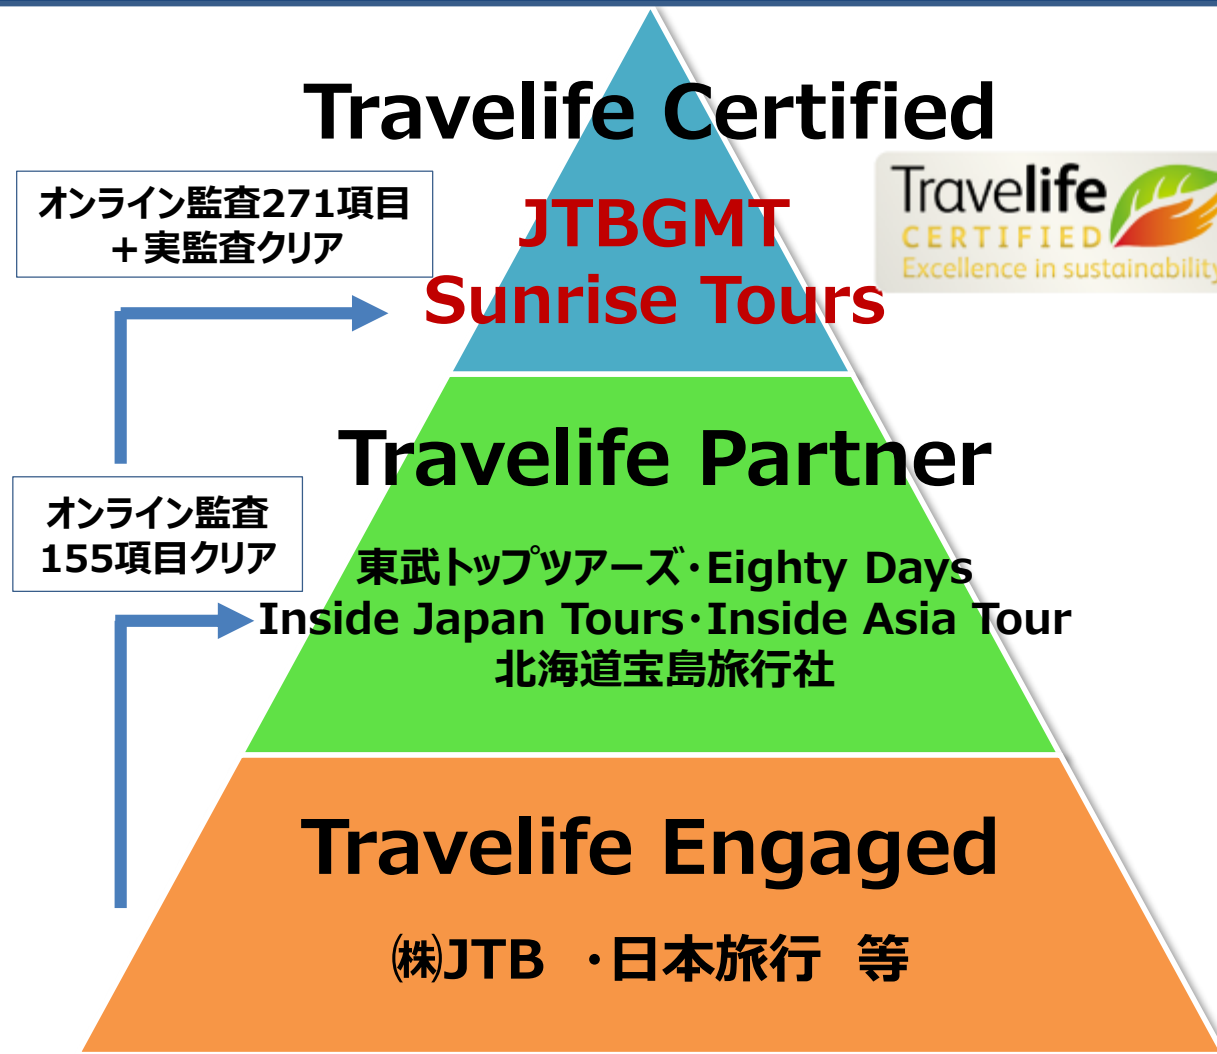 Travelife Certified
オンライン監査271項目
＋実監査クリア
JTBGMT
Sunrise Tours
Travelife
CERTIFIED
Excellence in sustainability
Travelife Partner
オンライン監査
155項目クリア
東武トップツアーズ・Eighty Days
Inside Japan Tours・Inside Asia Tour
北海道宝島旅行社
Travelife Engaged
㈱JTB ・日本旅行 等